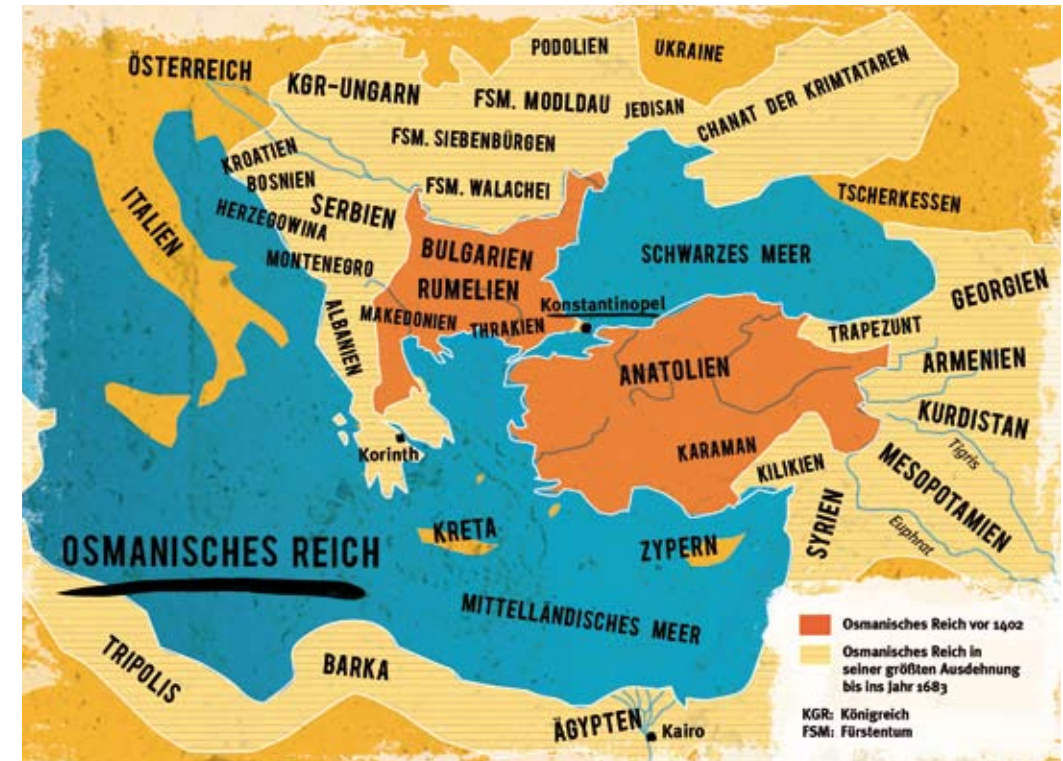 PODOLIEN
UKRAINE
ÖSTERREICH
KGR-UNGARN
FSM. MODLDAU
JEDISAN
CHANAT DER KRIMTATAREN
FSM. SIEBENBÜRGEN
KROATIEN
BOSNIEN
FSM. WALACHEI
TSCHERKESSEN
ITALIEN
HERZEGOWINA
SERBIEN
BULGARIEN
SCHWARZES MEER
MONTENEGRO
RUMELIEN
GEORGIEN
Konstantinopel
ALBANIEN
MAKEDONIEN
THRAKIEN
TRAPEZUNT
ANATOLIEN
ARMENIEN
KURDISTAN
Korinth
KARAMAN
KILIKIEN
Tigris
MESOPOTAMIEN
SYRIEN
Euphrat
KRETA
ZYPERN
OSMANISCHES REICH
MITTELLÄNDISCHES MEER
TRIPOLIS
BARKA
ÄGYPTEN
Kairo
Osmanisches Reich vor 1402
Osmanisches Reich in
seiner größten Ausdehnung
bis ins Jahr 1683
KGR: Königreich
FSM: Fürstentum